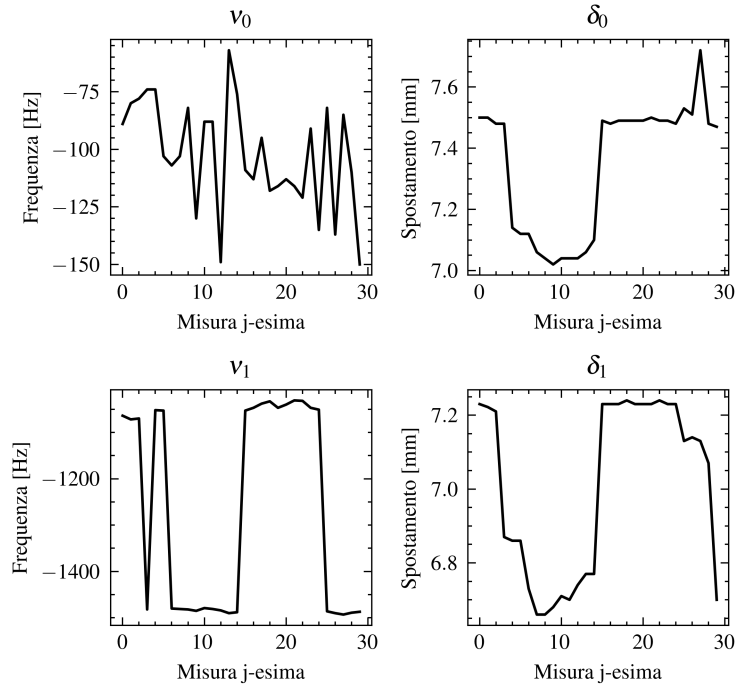 ν₀
Frequenza [Hz]
−75
−100
−125
−150
0 10 20 30
Misura j-esima
δ₀
Spostamento [mm]
7.6
7.4
7.2
7.0
0 10 20 30
Misura j-esima
ν₁
Frequenza [Hz]
−1200
−1400
0 10 20 30
Misura j-esima
δ₁
Spostamento [mm]
7.2
7.0
6.8
0 10 20 30
Misura j-esima